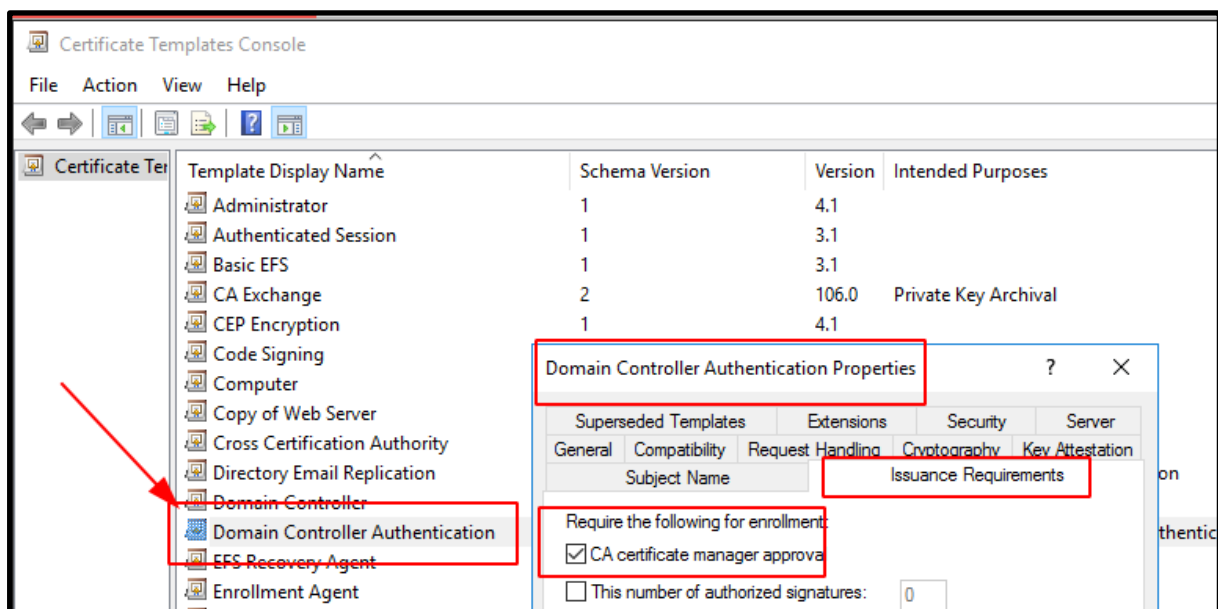 Certificate Templates Console
File Action View Help
Certificate Ter
Template Display Name Schema Version Version Intended Purposes
Administrator 1 4.1
Authenticated Session 1 3.1
Basic EFS 1 3.1
CA Exchange 2 106.0 Private Key Archival
CEP Encryption 1 4.1
Code Signing
Computer
Copy of Web Server
Cross Certification Authority
Directory Email Replication
Domain Controller
Domain Controller Authentication
EFS Recovery Agent
Enrollment Agent
on
thentic
Domain Controller Authentication Properties ? 
Superseded Templates Extensions Security Server
General Compatibility Request Handling Cryptography Key Attestation
Subject Name Issuance Requirements
Require the following for enrollment:
CA certificate manager approval
This number of authorized signatures: 0